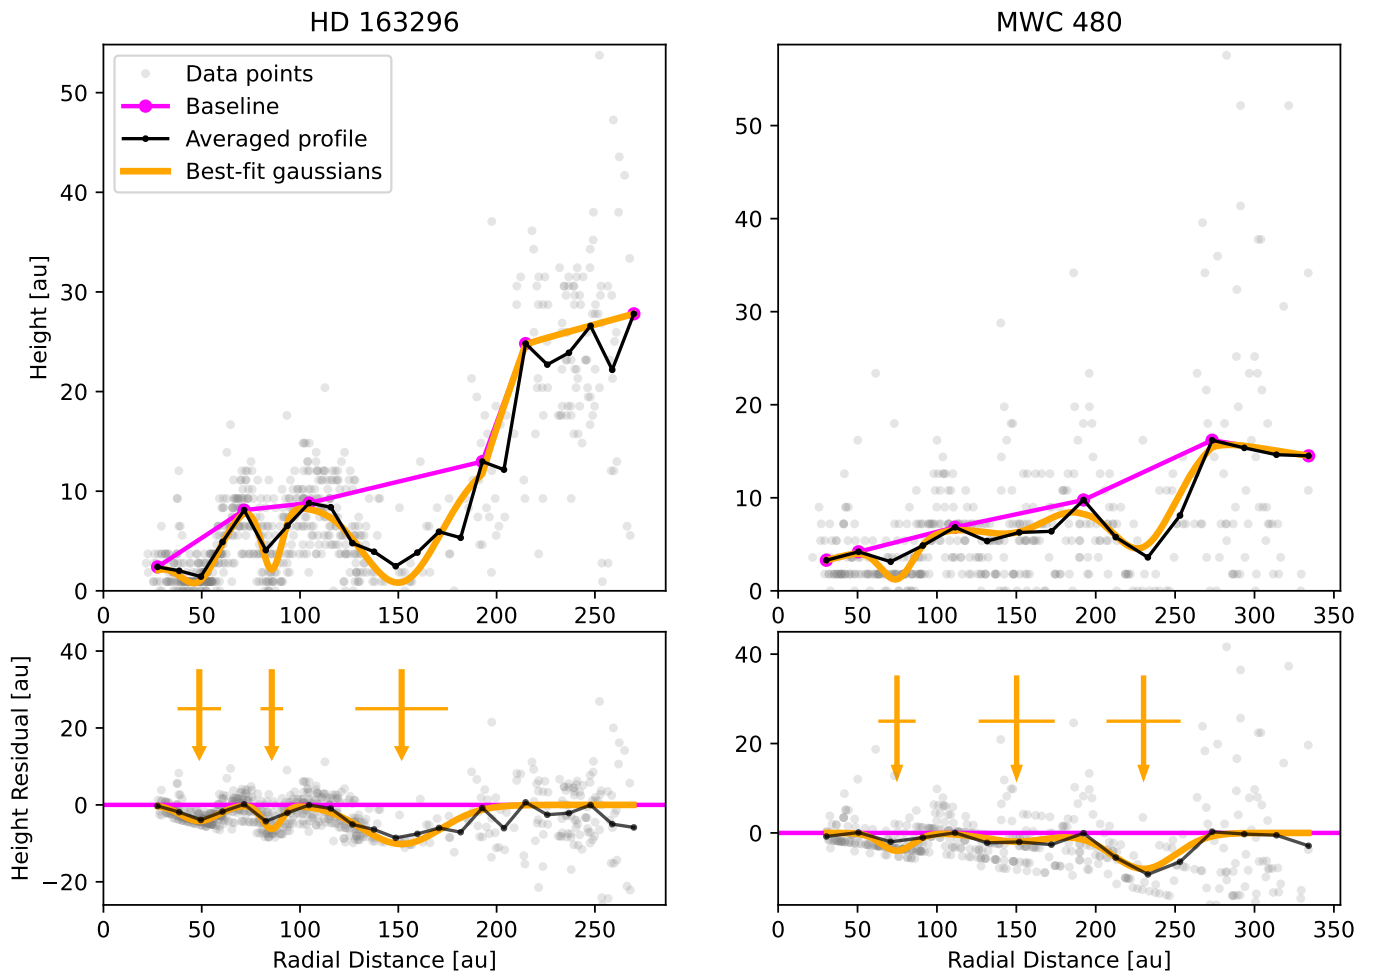 HD 163296
MWC 480
Data points
Baseline
Averaged profile
Best-fit gaussians
Height [au]
50
40
30
20
10
0
0 50 100 150 200 250
50
40
30
20
10
0
0 50 100 150 200 250 300 350
Height Residual [au]
40
20
0
−20
0 50 100 150 200 250
Radial Distance [au]
40
20
0
0 50 100 150 200 250 300 350
Radial Distance [au]